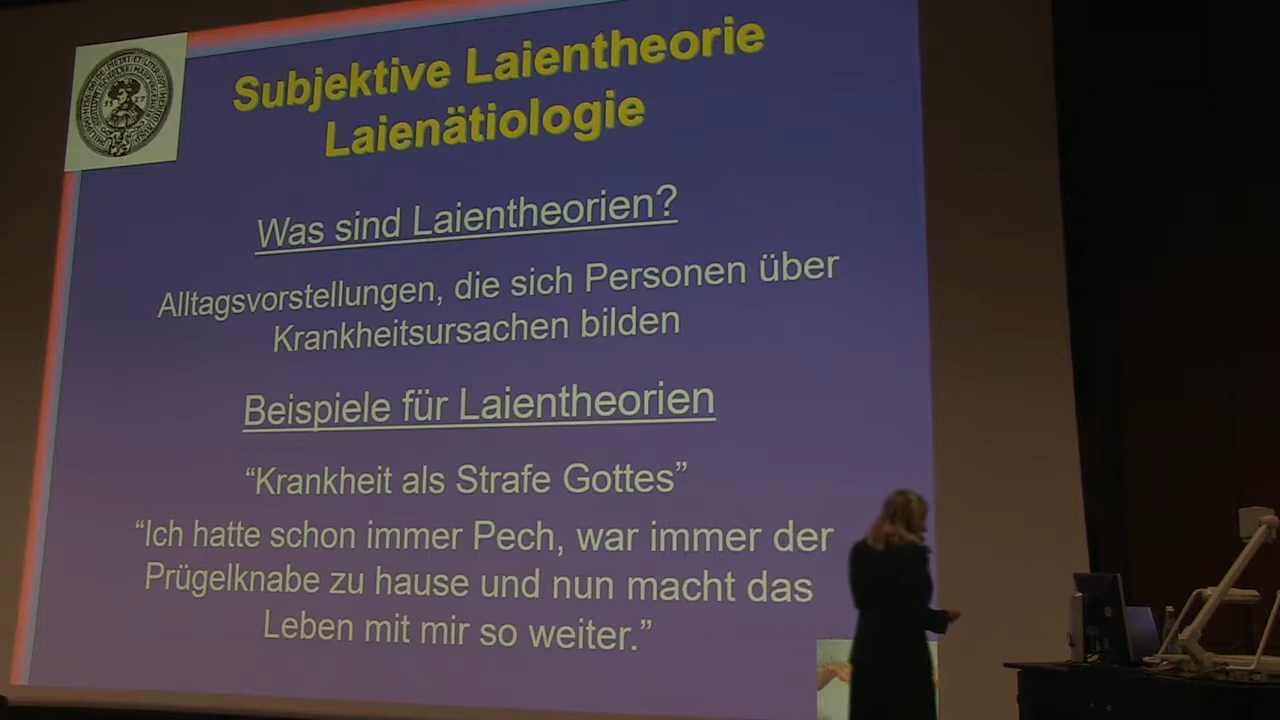 Subjektive Laientheorie
Laienätiologie
Was sind Laientheorien?
Alltagsvorstellungen, die sich Personen über
Krankheitsursachen bilden
Beispiele für Laientheorien
“Krankheit als Strafe Gottes”
“Ich hatte schon immer Pech, war immer der
Prügelknabe zu hause und nun macht das
Leben mit mir so weiter.”